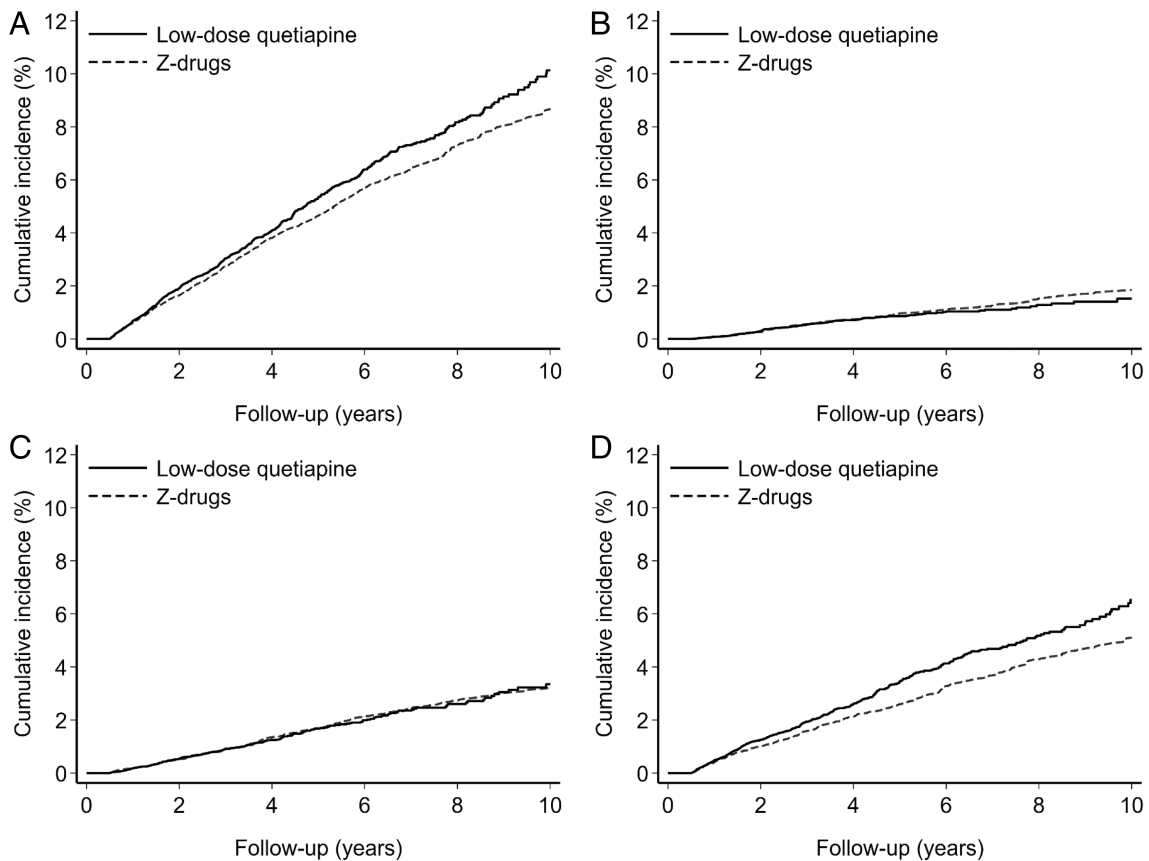 A
Low-dose quetiapine
Z-drugs
Cumulative incidence (%)
12
10
8
6
4
2
0
0 2 4 6 8 10
Follow-up (years)
B
Low-dose quetiapine
Z-drugs
Cumulative incidence (%)
12
10
8
6
4
2
0
0 2 4 6 8 10
Follow-up (years)
C
Low-dose quetiapine
Z-drugs
Cumulative incidence (%)
12
10
8
6
4
2
0
0 2 4 6 8 10
Follow-up (years)
D
Low-dose quetiapine
Z-drugs
Cumulative incidence (%)
12
10
8
6
4
2
0
0 2 4 6 8 10
Follow-up (years)